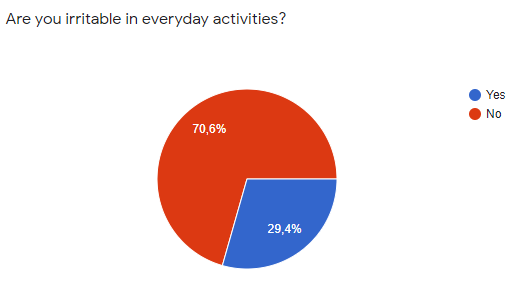 Are you irritable in everyday activities?
Yes
No
70,6%
29,4%